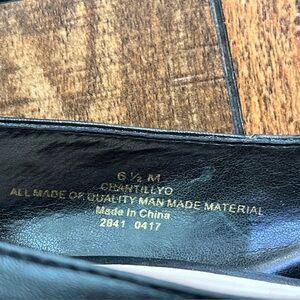 6 ½ M
CHANTILLYO
ALL MADE OF QUALITY MAN MADE MATERIAL
Made In China
2841 0417